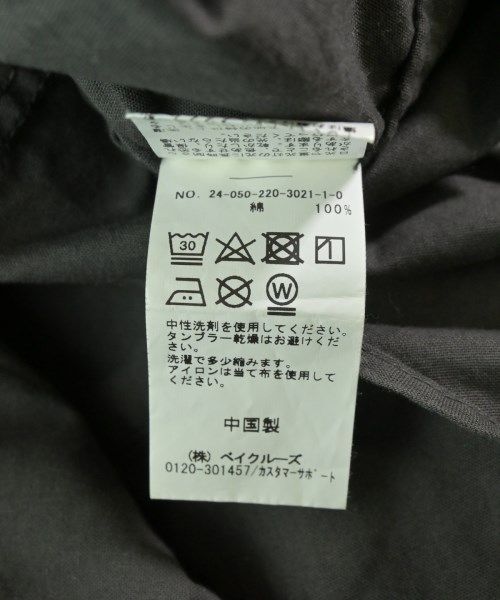 NO. 24-050-220-3021-1-0
綿 100%
30
W
中性洗剤を使用してください。
タンブラー乾燥はお避けくださ
い。
洗濯で多少縮みます。
アイロンは当て布を使用して
ください。
中国製
(株) ベイクルーズ
0120-301457/カスタマーサポート